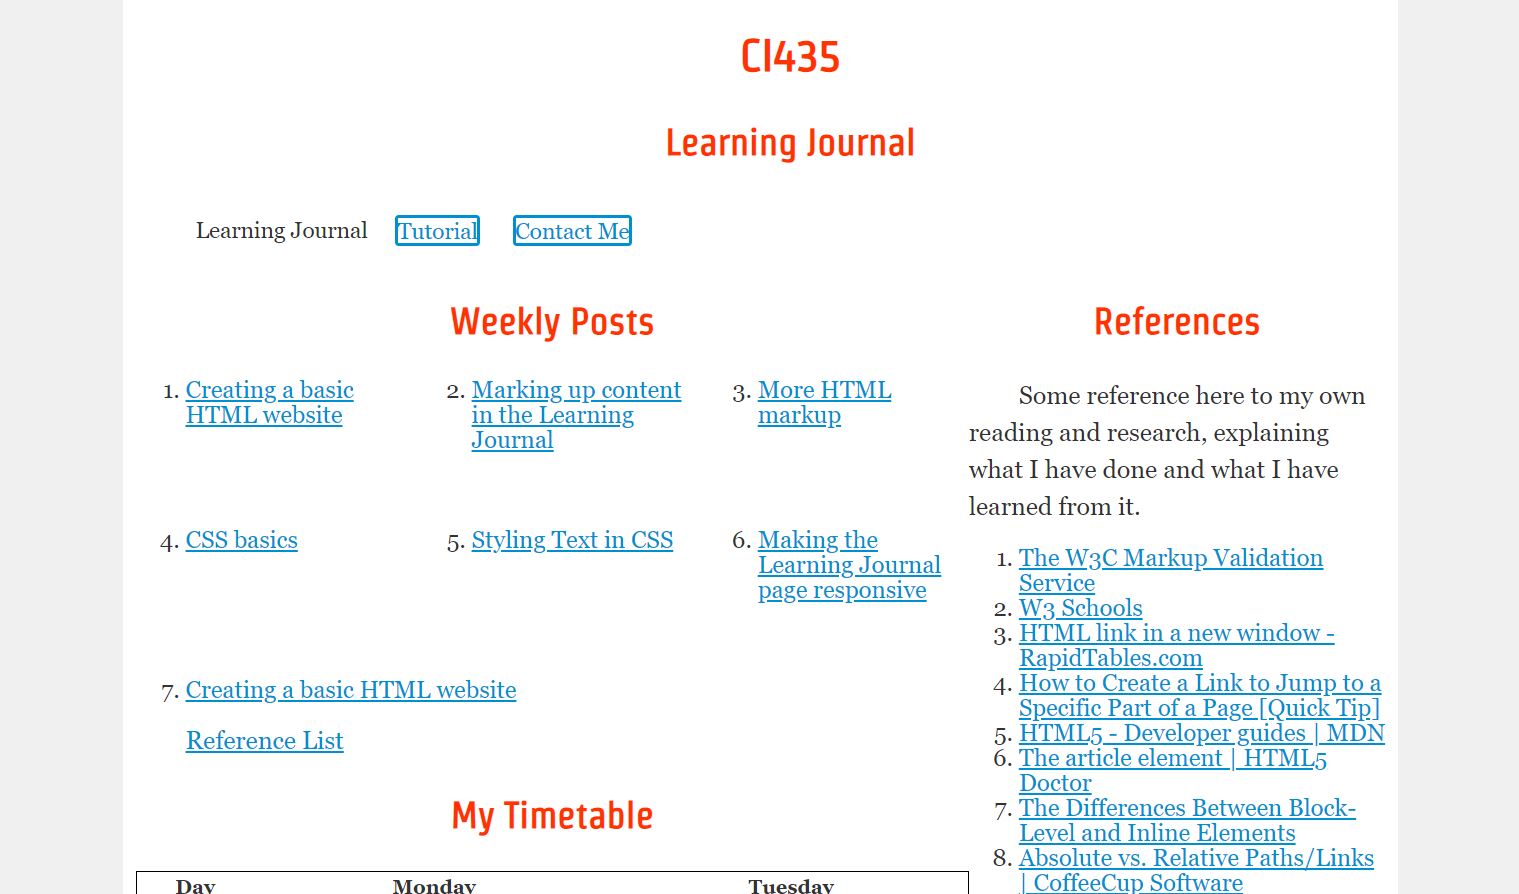 CI435
Learning Journal
Learning Journal Tutorial Contact Me
Weekly Posts
1. Creating a basic
HTML website
2. Marking up content
in the Learning
Journal
3. More HTML
markup
4. CSS basics
5. Styling Text in CSS
6. Making the
Learning Journal
page responsive
7. Creating a basic HTML website
Reference List
My Timetable
Day Monday Tuesday
References
Some reference here to my own
reading and research, explaining
what I have done and what I have
learned from it.
1. The W3C Markup Validation
Service
2. W3 Schools
3. HTML link in a new window -
RapidTables.com
4. How to Create a Link to Jump to a
Specific Part of a Page [Quick Tip]
5. HTML5 - Developer guides | MDN
6. The article element | HTML5
Doctor
7. The Differences Between Block-
Level and Inline Elements
8. Absolute vs. Relative Paths/Links
| CoffeeCup Software